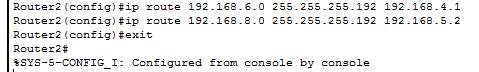 Router2(config)#ip route 192.168.6.0 255.255.255.192 192.168.4.1
Router2(config)#ip route 192.168.8.0 255.255.255.192 192.168.5.2
Router2(config)#exit
Router2#
%SYS-5-CONFIG_I: Configured from console by console